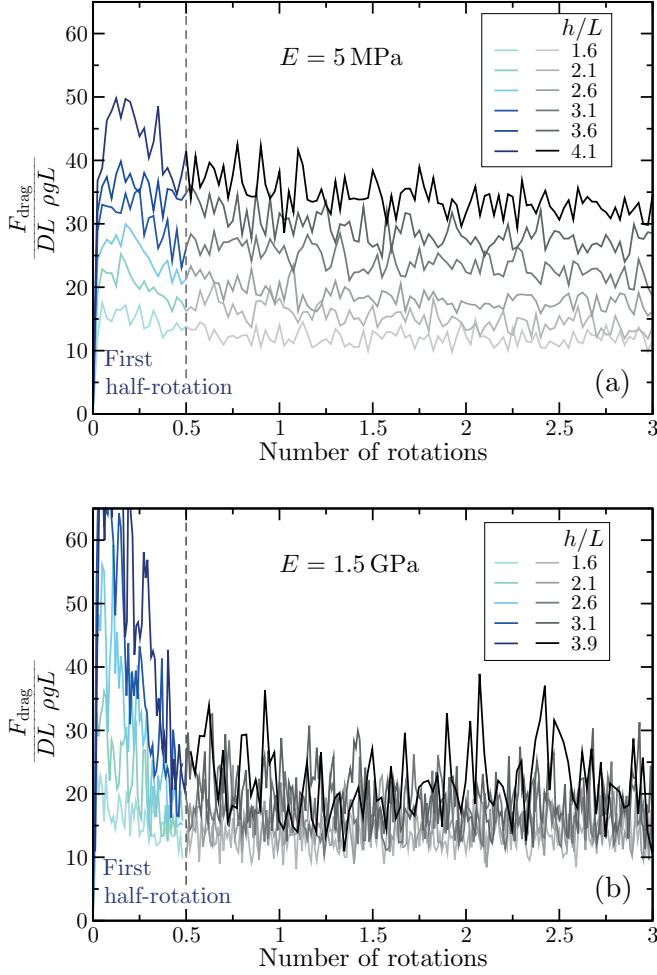 60
50
40
30
20
10
0
F_drag
DL ρgL
E = 5 MPa
h/L
1.6
2.1
2.6
3.1
3.6
4.1
First
half-rotation
(a)
0 0.5 1 1.5 2 2.5 3
Number of rotations
60
50
40
30
20
10
0
F_drag
DL ρgL
E = 1.5 GPa
h/L
1.6
2.1
2.6
3.1
3.9
First
half-rotation
(b)
0 0.5 1 1.5 2 2.5 3
Number of rotations